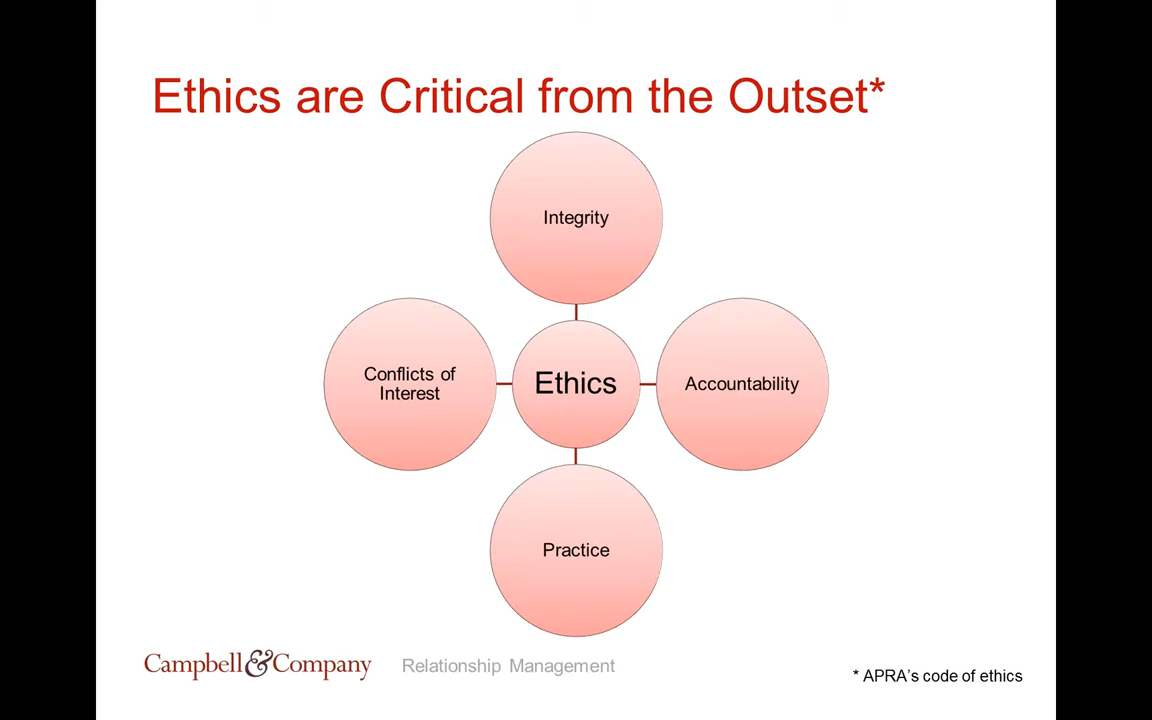 Ethics are Critical from the Outset*
Integrity
Conflicts of
Interest
Ethics
Accountability
Practice
Campbell&Company
Relationship Management
* APRA's code of ethics